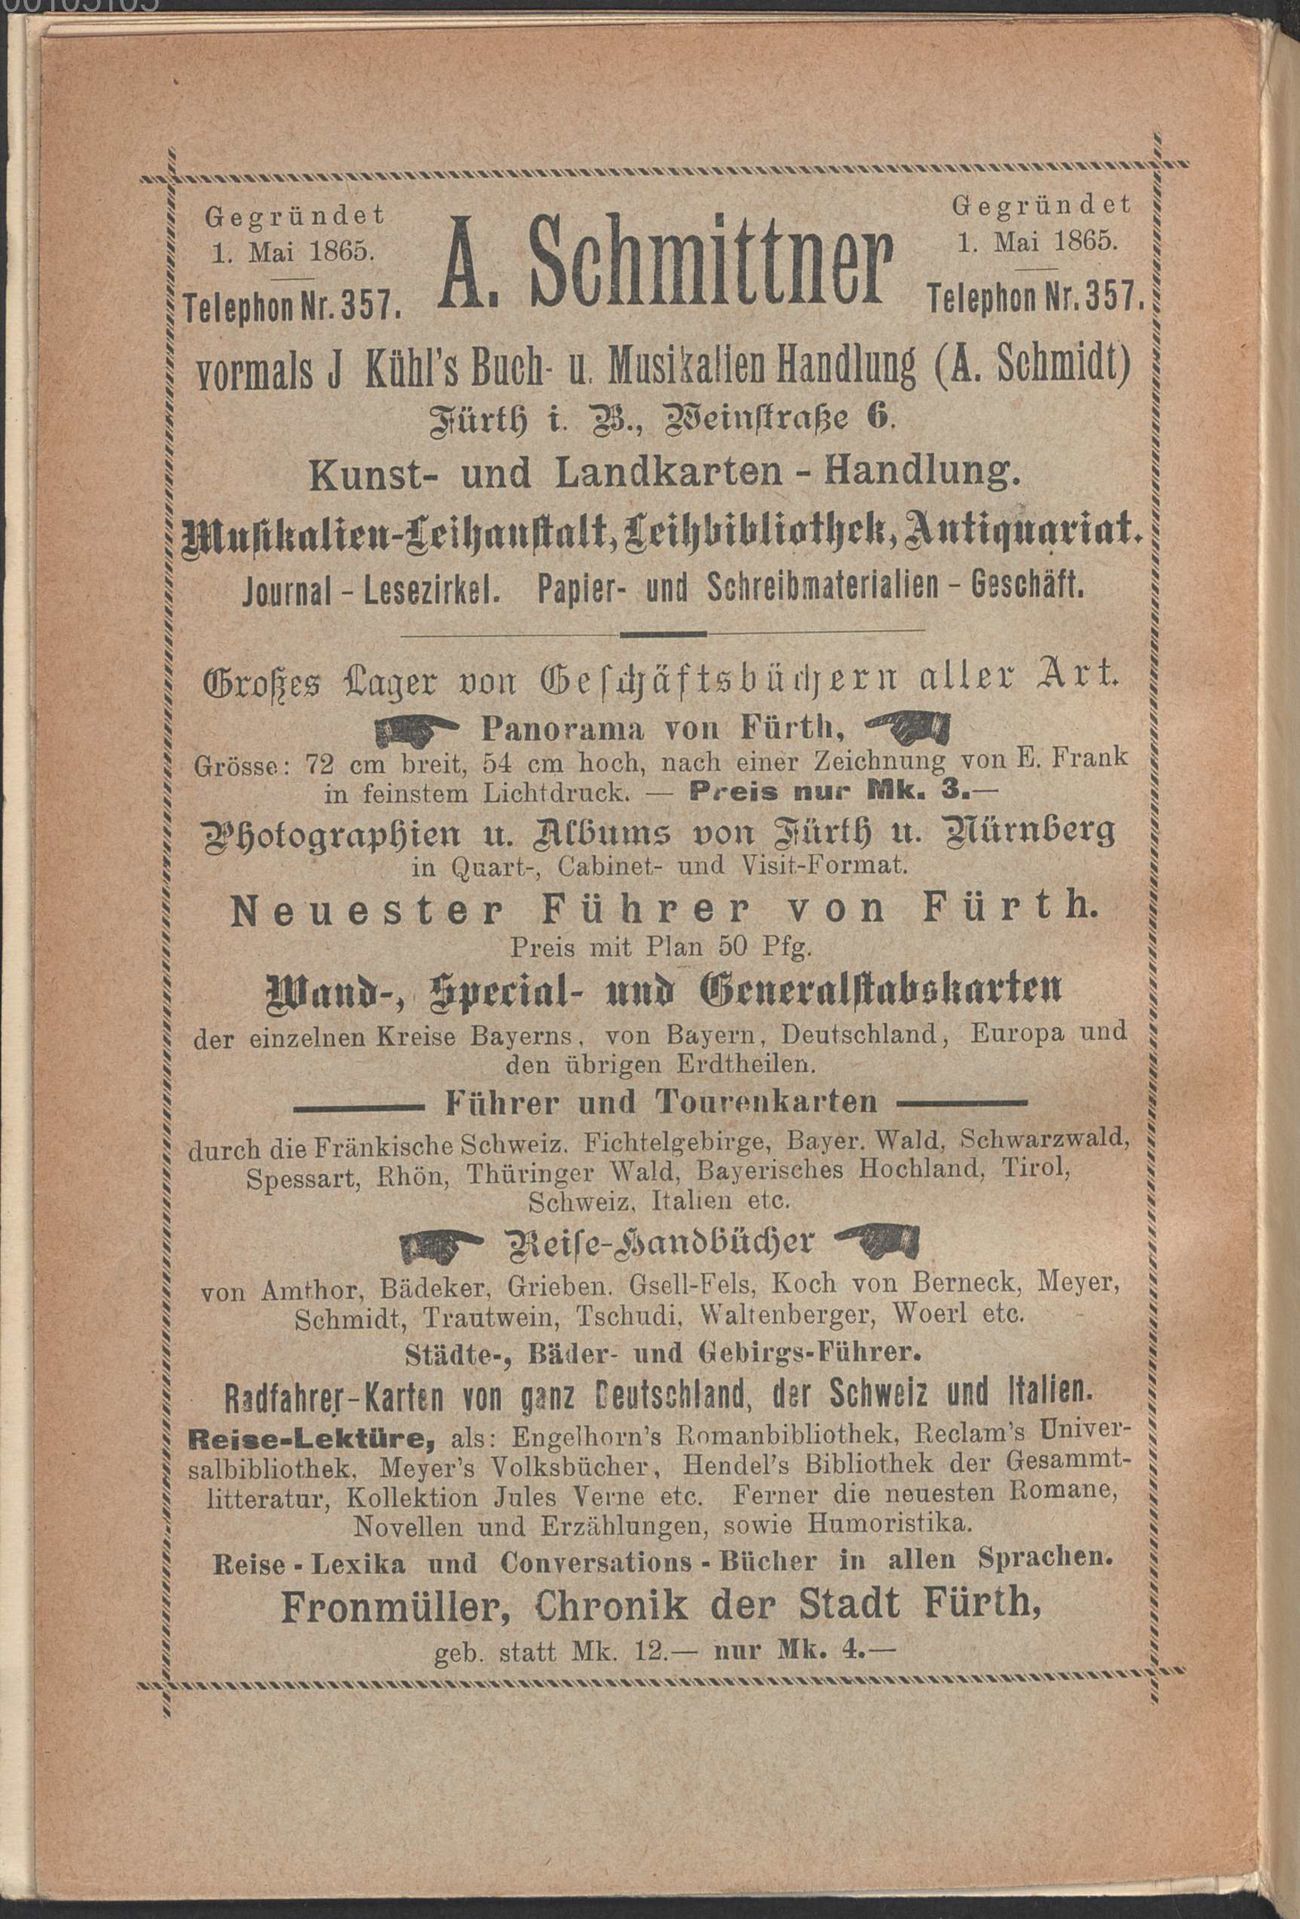 Gegründet
1. Mai 1865.
Telephon Nr. 357.
A. Schmittner
Gegründet
1. Mai 1865.
Telephon Nr. 357.
vormals J Kühl's Buch- u. Musikalien Handlung (A. Schmidt)
Fürth i. B., Weinstraße 6.
Kunst- und Landkarten - Handlung.
Musikalien-Leihanstalt, Leihbibliothek, Antiquariat.
Journal - Lesezirkel. Papier- und Schreibmaterialien - Geschäft.
Großes Lager von Geschäftsbüchern aller Art.
Panorama von Fürth,
Grösse: 72 cm breit, 54 cm hoch, nach einer Zeichnung von E. Frank
in feinstem Lichtdruck. — Preis nur Mk. 3.—
Photographien u. Albums von Fürth u. Nürnberg
in Quart-, Cabinet- und Visit-Format.
Neuester Führer von Fürth.
Preis mit Plan 50 Pfg.
Wand-, Special- und Generalstabskarten
der einzelnen Kreise Bayerns, von Bayern, Deutschland, Europa und
den übrigen Erdtheilen.
Führer und Tourenkarten
durch die Fränkische Schweiz. Fichtelgebirge, Bayer. Wald, Schwarzwald,
Spessart, Rhön, Thüringer Wald, Bayerisches Hochland, Tirol,
Schweiz, Italien etc.
Reise-Handbücher
von Amthor, Bädeker, Grieben. Gsell-Fels, Koch von Berneck, Meyer,
Schmidt, Trautwein, Tschudi, Waltenberger, Woerl etc.
Städte-, Bäder- und Gebirgs-Führer.
Radfahrer-Karten von ganz Deutschland, der Schweiz und Italien.
Reise-Lektüre, als: Engelhorn's Romanbibliothek, Reclam's Univer-
salbibliothek, Meyer's Volksbücher, Hendel's Bibliothek der Gesammt-
litteratur, Kollektion Jules Verne etc. Ferner die neuesten Romane,
Novellen und Erzählungen, sowie Humoristika.
Reise - Lexika und Conversations - Bücher in allen Sprachen.
Fronmüller, Chronik der Stadt Fürth,
geb. statt Mk. 12.— nur Mk. 4.—